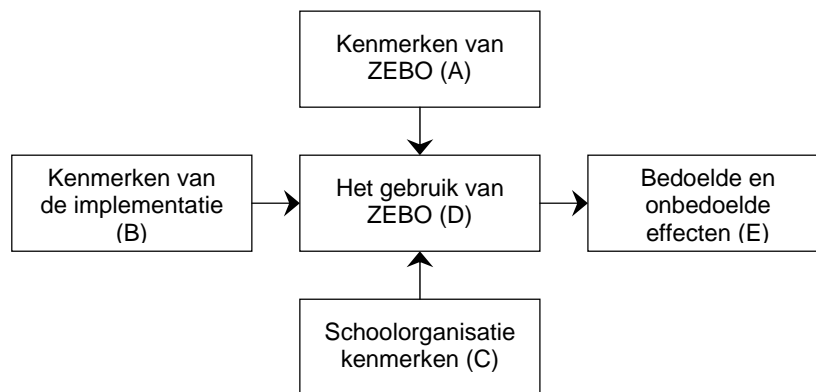 Kenmerken van
ZEBO (A)
Kenmerken van
de implementatie
(B)
Het gebruik van
ZEBO (D)
Bedoelde en
onbedoelde
effecten (E)
Schoolorganisatie
kenmerken (C)